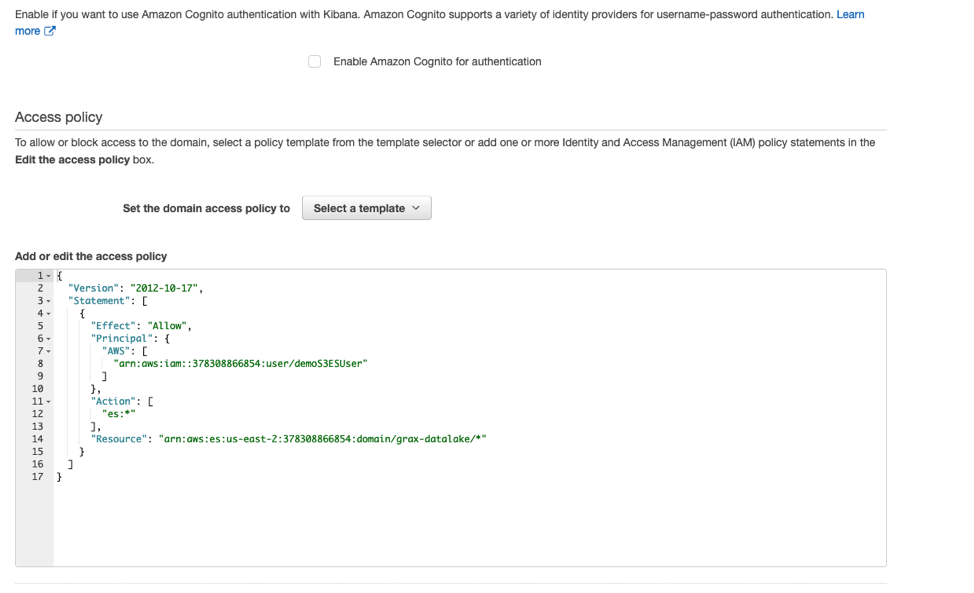 Enable if you want to use Amazon Cognito authentication with Kibana. Amazon Cognito supports a variety of identity providers for username-password authentication. Learn
more
Enable Amazon Cognito for authentication
Access policy
To allow or block access to the domain, select a policy template from the template selector or add one or more Identity and Access Management (IAM) policy statements in the
Edit the access policy box.
Set the domain access policy to Select a template
Add or edit the access policy
1 {
2 "Version": "2012-10-17",
3 "Statement": [
4 {
5 "Effect": "Allow",
6 "Principal": {
7 "AWS": [
8 "arn:aws:iam::378308866854:user/demoS3ESUser"
9 ]
10 },
11 "Action": [
12 "es:*"
13 ],
14 "Resource": "arn:aws:es:us-east-2:378308866854:domain/grax-datalake/*"
15 }
16 ]
17 }